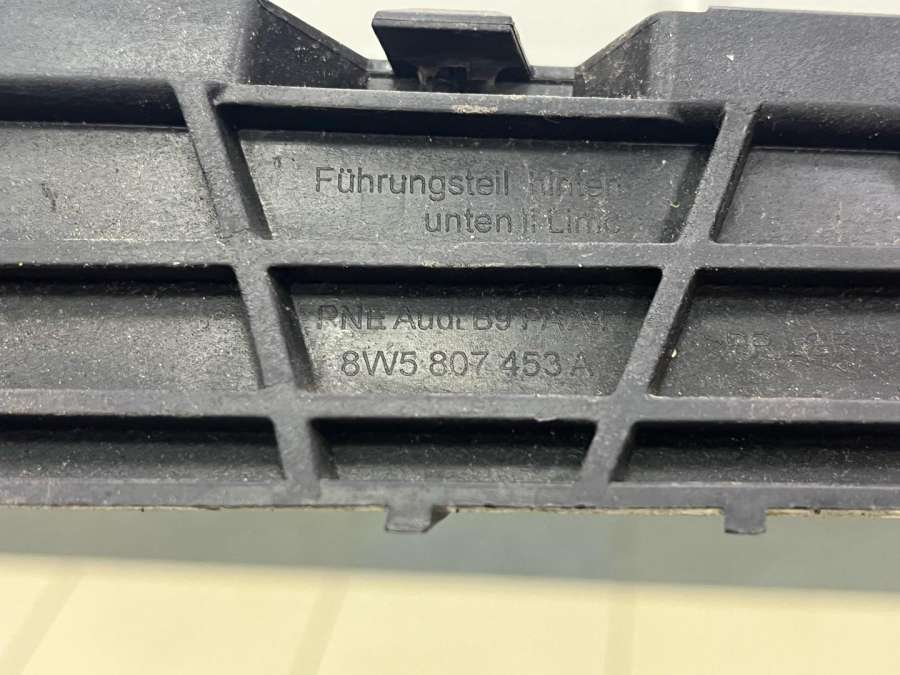 Führungsteil hinten
unten li Limo
PNE Audi B9 PA
8W5 807 453 A